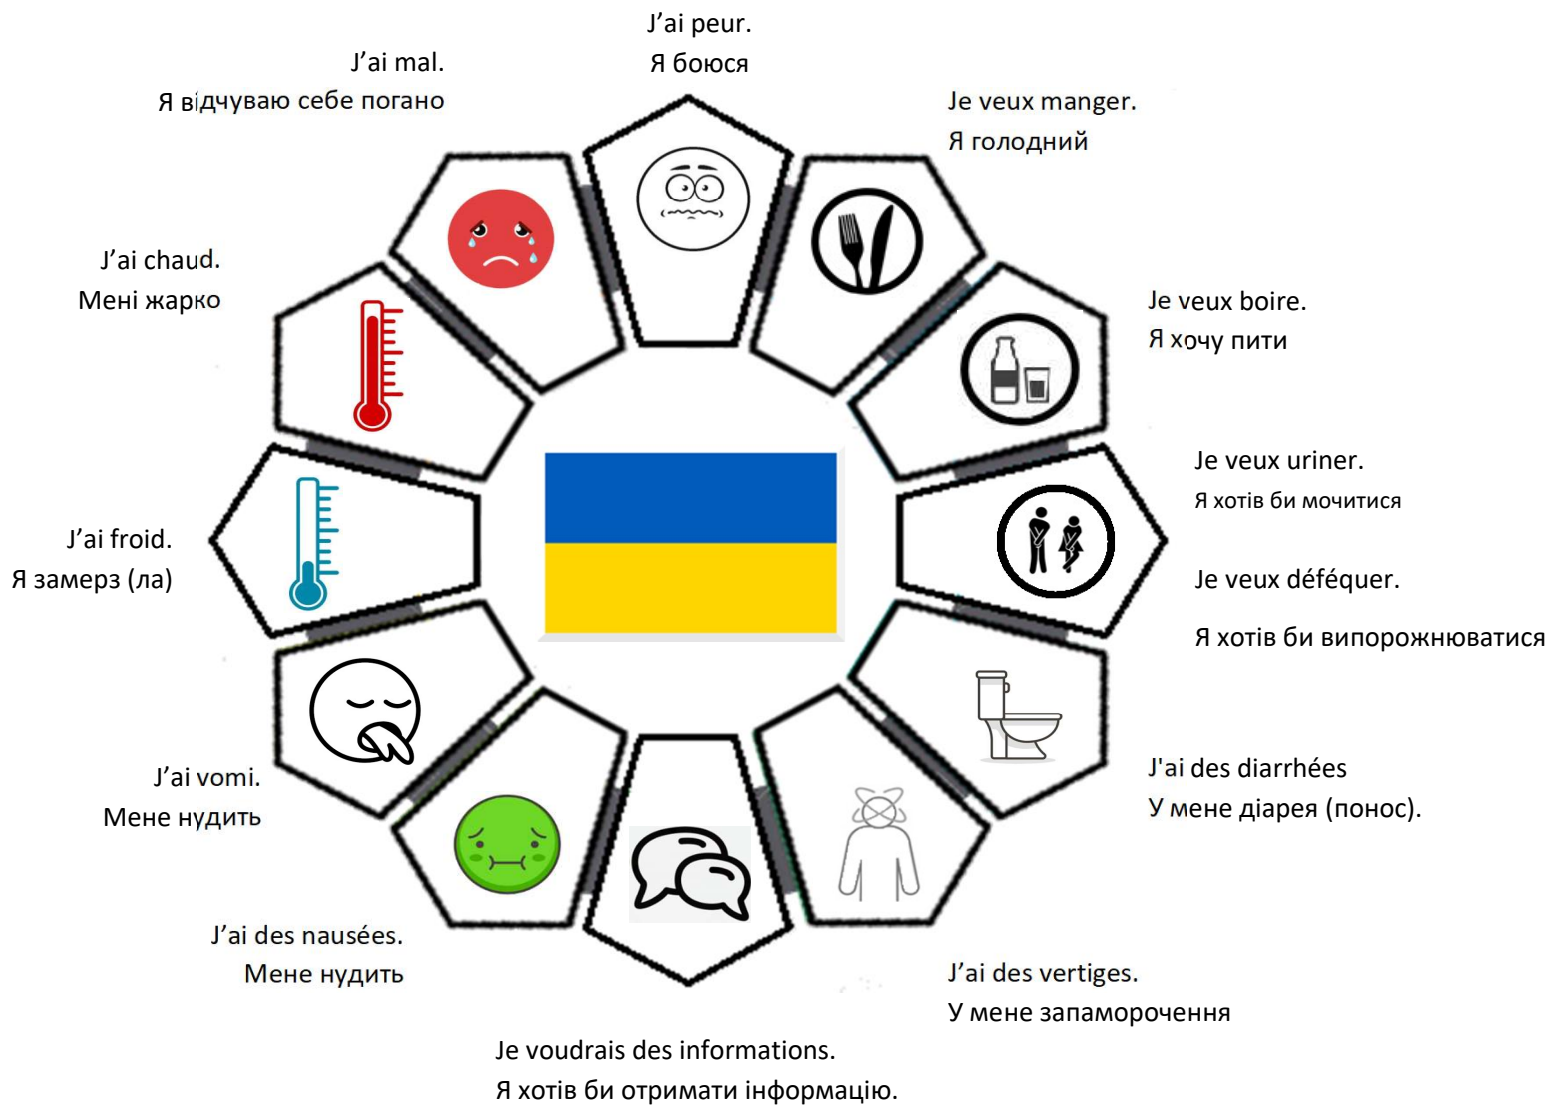 J’ai peur.
Я боюся
J’ai mal.
Я відчуваю себе погано
Je veux manger.
Я голодний
J’ai chaud.
Мені жарко
Je veux boire.
Я хочу пити
Je veux uriner.
Я хотів би мочитися
J’ai froid.
Я замерз (ла)
Je veux déféquer.
Я хотів би випорожнюватися
J’ai vomi.
Мене нудить
J'ai des diarrhées
У мене діарея (понос).
J’ai des nausées.
Мене нудить
J’ai des vertiges.
У мене запаморочення
Je voudrais des informations.
Я хотів би отримати інформацію.